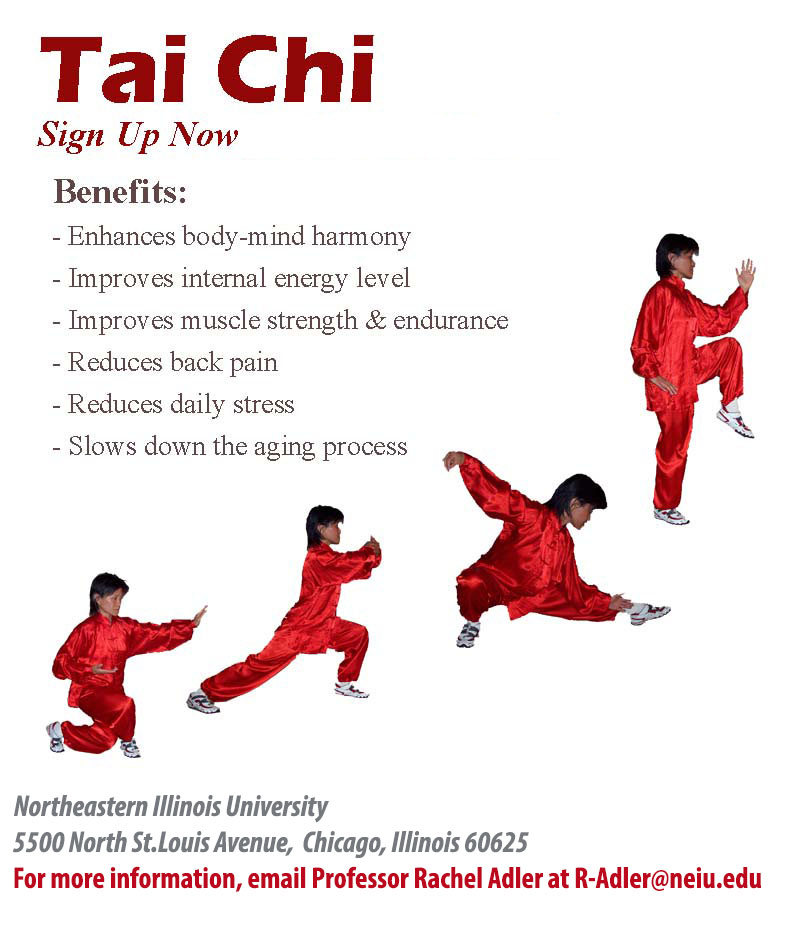 Tai Chi
Sign Up Now
Benefits:
- Enhances body-mind harmony
- Improves internal energy level
- Improves muscle strength & endurance
- Reduces back pain
- Reduces daily stress
- Slows down the aging process
Northeastern Illinois University
5500 North St.Louis Avenue, Chicago, Illinois 60625
For more information, email Professor Rachel Adler at R-Adler@neiu.edu